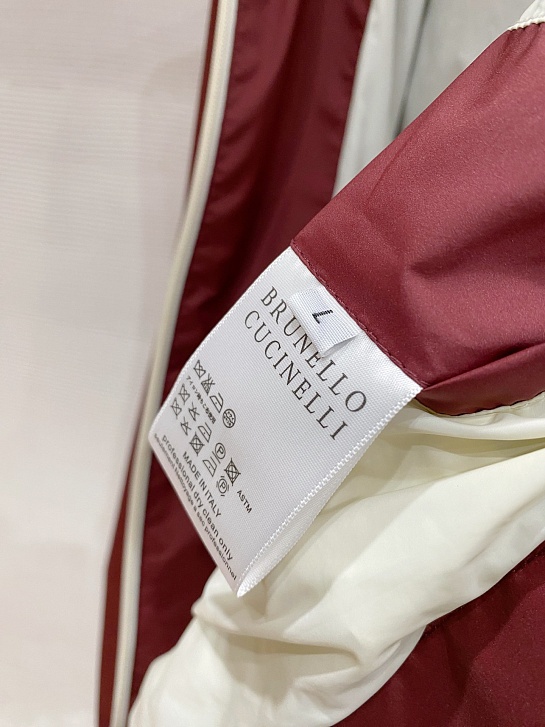 L
BRUNELLO
CUCINELLI
ASTM
MADE IN ITALY
professional dry clean only